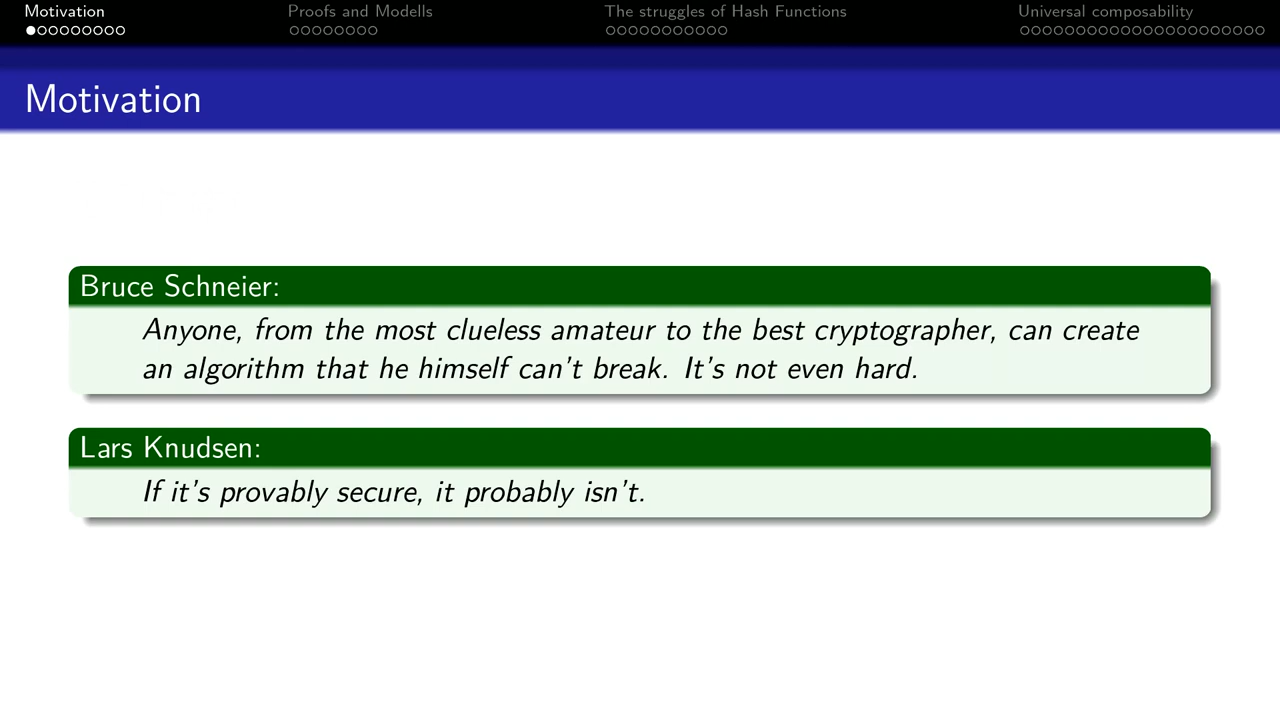 Motivation
Proofs and Modells
The struggles of Hash Functions
Universal composability
Motivation
Bruce Schneier:
Anyone, from the most clueless amateur to the best cryptographer, can create
an algorithm that he himself can't break. It's not even hard.
Lars Knudsen:
If it's provably secure, it probably isn't.